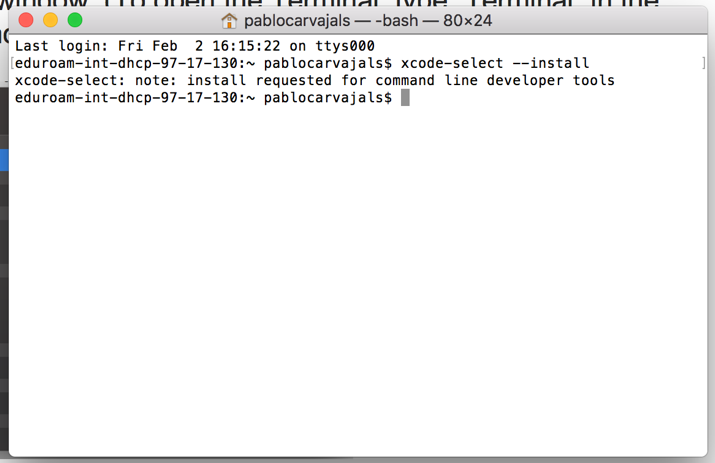 window To open the Terminal Type Terminal in the
pablocarvajals — -bash — 80×24
Last login: Fri Feb  2 16:15:22 on ttys000
[eduroam-int-dhcp-97-17-130:~ pablocarvajals$ xcode-select --install ]
xcode-select: note: install requested for command line developer tools
eduroam-int-dhcp-97-17-130:~ pablocarvajals$